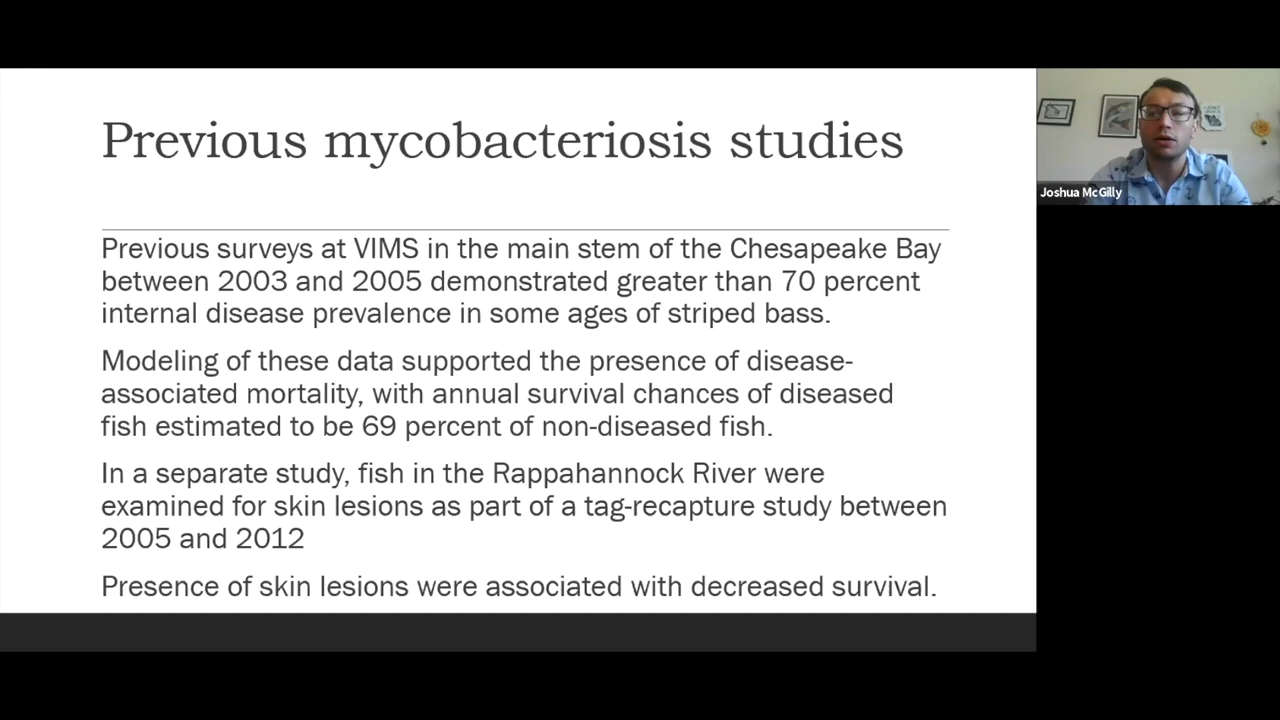 Previous mycobacteriosis studies
Previous surveys at VIMS in the main stem of the Chesapeake Bay
between 2003 and 2005 demonstrated greater than 70 percent
internal disease prevalence in some ages of striped bass.
Modeling of these data supported the presence of disease-
associated mortality, with annual survival chances of diseased
fish estimated to be 69 percent of non-diseased fish.
In a separate study, fish in the Rappahannock River were
examined for skin lesions as part of a tag-recapture study between
2005 and 2012
Presence of skin lesions were associated with decreased survival.
Joshua McGilly